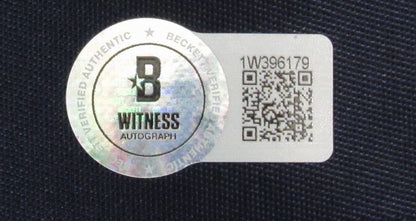 BECKETT VERIFIED AUTHENTIC
B
WITNESS
AUTOGRAPH
1W396179